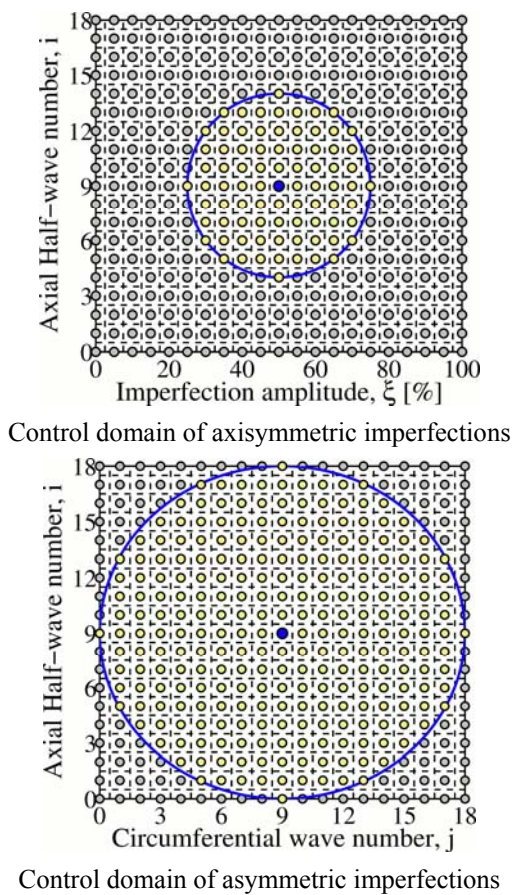 18
15
12
9
6
3
0
Axial Half-wave number, i
0 20 40 60 80 100
Imperfection amplitude, ξ [%]
Control domain of axisymmetric imperfections
18
15
12
9
6
3
0
Axial Half-wave number, i
0 3 6 9 12 15 18
Circumferential wave number, j
Control domain of asymmetric imperfections